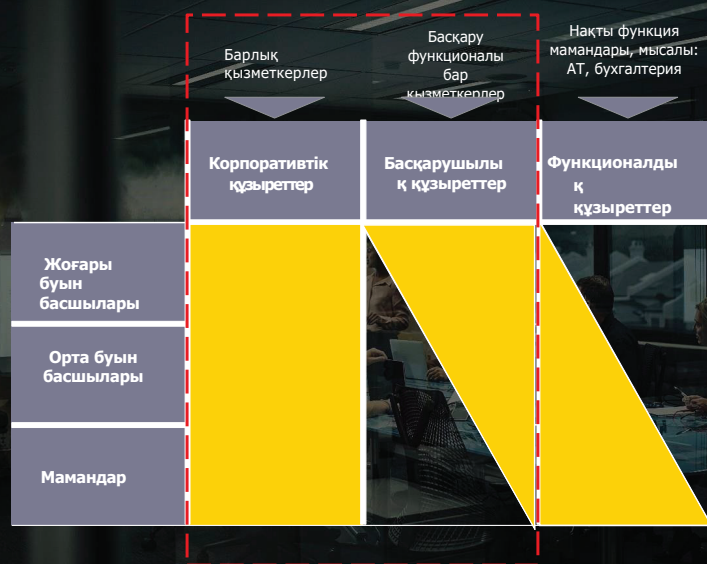 Барлық
қызметкерлер
Басқару
функционалы
бар
қызметкерлер
Нақты функция
мамандары, мысалы:
АТ, бухгалтерия
Корпоративтік
құзыреттер
Басқарушылы
қ құзыреттер
Функционалды
қ
құзыреттер
Жоғары
буын
басшылары
Орта буын
басшылары
Мамандар